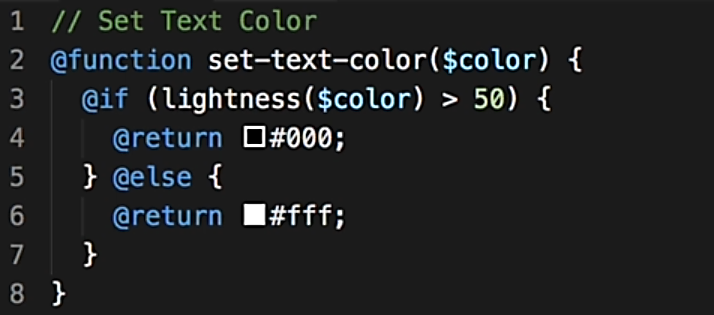 1 // Set Text Color
2 @function set-text-color($color) {
3   @if (lightness($color) > 50) {
4     @return #000;
5   } @else {
6     @return #fff;
7   }
8 }